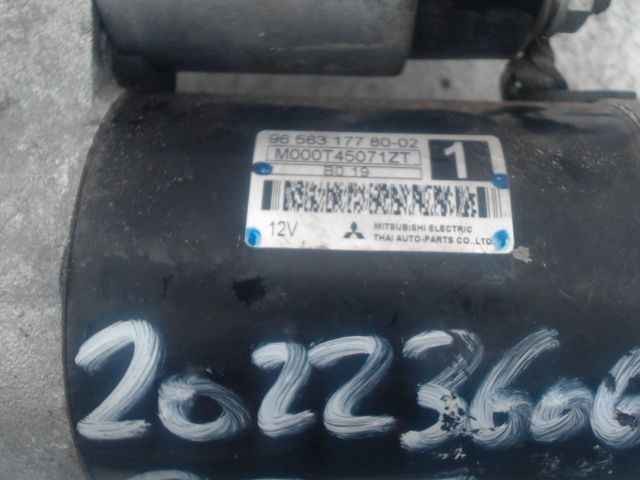 96 563 177 80-02
M000T45071ZT
BD 19
1
12V
MITSUBISHI ELECTRIC
THAI AUTO-PARTS CO.,LTD.
20223606